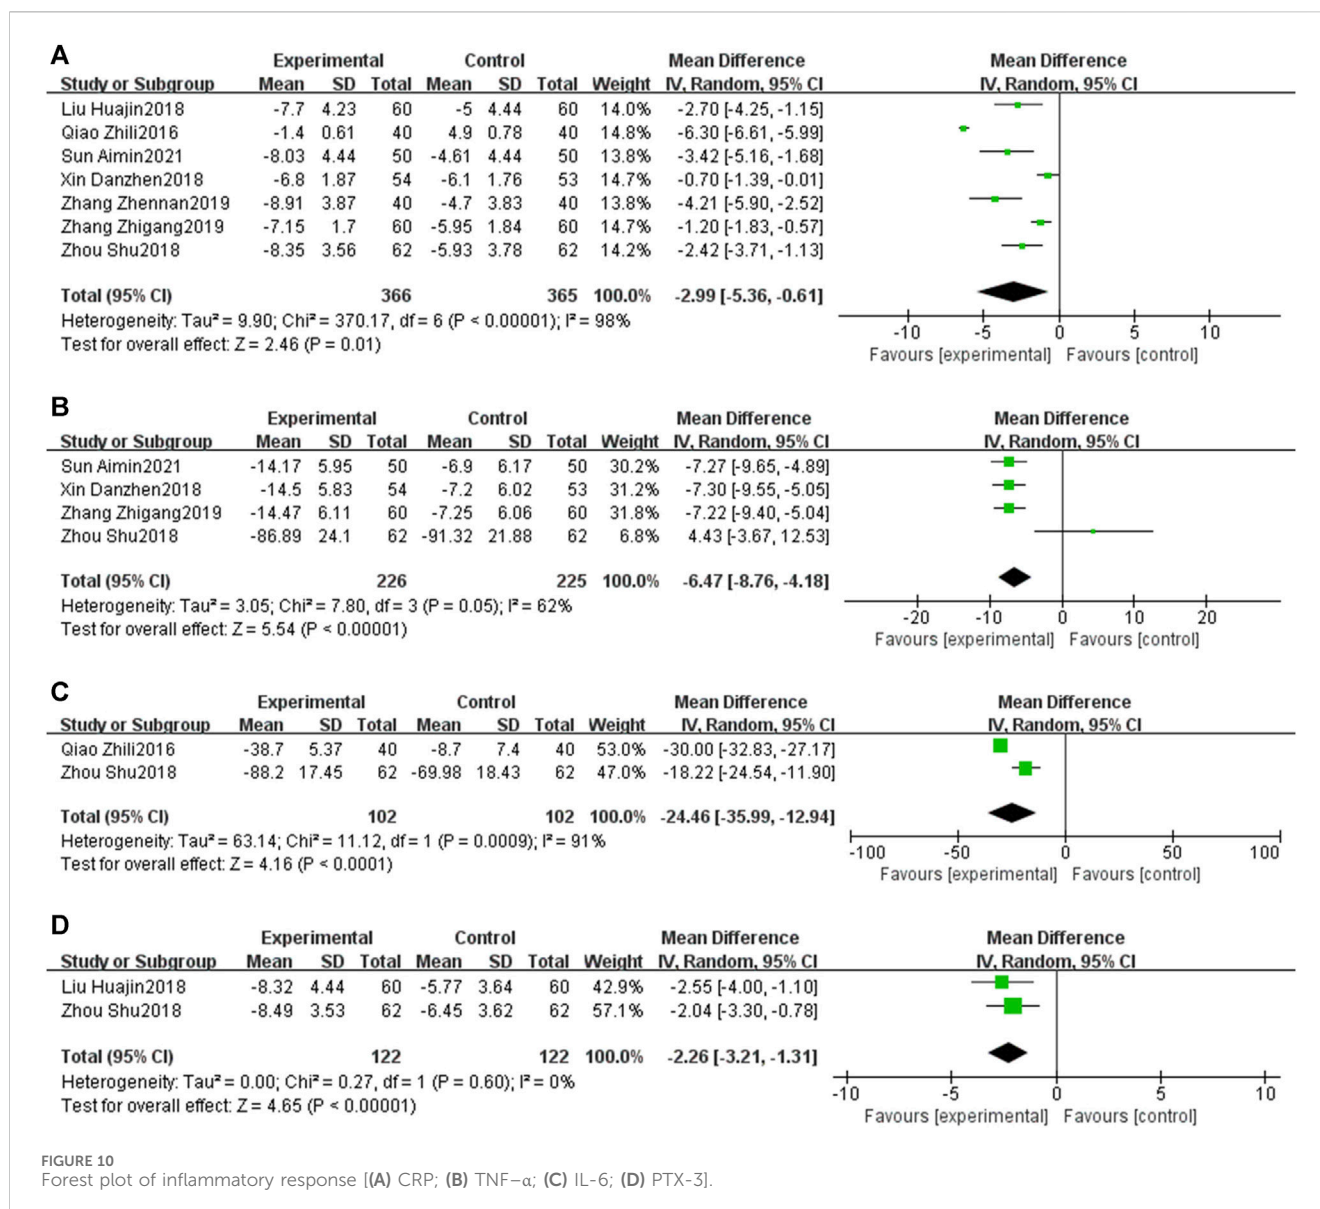 A
Experimental Control Mean Difference Mean Difference
Study or Subgroup Mean SD Total Mean SD Total Weight IV, Random, 95% CI IV, Random, 95% CI
Liu Huajin2018 -7.7 4.23 60 -5 4.44 60 14.0% -2.70 [-4.25, -1.15]
Qiao Zhili2016 -1.4 0.61 40 4.9 0.78 40 14.8% -6.30 [-6.61, -5.99]
Sun Aimin2021 -8.03 4.44 50 -4.61 4.44 50 13.8% -3.42 [-5.16, -1.68]
Xin Danzhen2018 -6.8 1.87 54 -6.1 1.76 53 14.7% -0.70 [-1.39, -0.01]
Zhang Zhennan2019 -8.91 3.87 40 -4.7 3.83 40 13.8% -4.21 [-5.90, -2.52]
Zhang Zhigang2019 -7.15 1.7 60 -5.95 1.84 60 14.7% -1.20 [-1.83, -0.57]
Zhou Shu2018 -8.35 3.56 62 -5.93 3.78 62 14.2% -2.42 [-3.71, -1.13]
Total (95% CI) 366 365 100.0% -2.99 [-5.36, -0.61]
Heterogeneity: Tau² = 9.90; Chi² = 370.17, df = 6 (P < 0.00001); I² = 98%
Test for overall effect: Z = 2.46 (P = 0.01)
-10 -5 0 5 10
Favours [experimental] Favours [control]
B
Experimental Control Mean Difference Mean Difference
Study or Subgroup Mean SD Total Mean SD Total Weight IV, Random, 95% CI IV, Random, 95% CI
Sun Aimin2021 -14.17 5.95 50 -6.9 6.17 50 30.2% -7.27 [-9.65, -4.89]
Xin Danzhen2018 -14.5 5.83 54 -7.2 6.02 53 31.2% -7.30 [-9.55, -5.05]
Zhang Zhigang2019 -14.47 6.11 60 -7.25 6.06 60 31.8% -7.22 [-9.40, -5.04]
Zhou Shu2018 -86.89 24.1 62 -91.32 21.88 62 6.8% 4.43 [-3.67, 12.53]
Total (95% CI) 226 225 100.0% -6.47 [-8.76, -4.18]
Heterogeneity: Tau² = 3.05; Chi² = 7.80, df = 3 (P = 0.05); I² = 62%
Test for overall effect: Z = 5.54 (P < 0.00001)
-20 -10 0 10 20
Favours [experimental] Favours [control]
C
Experimental Control Mean Difference Mean Difference
Study or Subgroup Mean SD Total Mean SD Total Weight IV, Random, 95% CI IV, Random, 95% CI
Qiao Zhili2016 -38.7 5.37 40 -8.7 7.4 40 53.0% -30.00 [-32.83, -27.17]
Zhou Shu2018 -88.2 17.45 62 -69.98 18.43 62 47.0% -18.22 [-24.54, -11.90]
Total (95% CI) 102 102 100.0% -24.46 [-35.99, -12.94]
Heterogeneity: Tau² = 63.14; Chi² = 11.12, df = 1 (P = 0.0009); I² = 91%
Test for overall effect: Z = 4.16 (P < 0.0001)
-100 -50 0 50 100
Favours [experimental] Favours [control]
D
Experimental Control Mean Difference Mean Difference
Study or Subgroup Mean SD Total Mean SD Total Weight IV, Random, 95% CI IV, Random, 95% CI
Liu Huajin2018 -8.32 4.44 60 -5.77 3.64 60 42.9% -2.55 [-4.00, -1.10]
Zhou Shu2018 -8.49 3.53 62 -6.45 3.62 62 57.1% -2.04 [-3.30, -0.78]
Total (95% CI) 122 122 100.0% -2.26 [-3.21, -1.31]
Heterogeneity: Tau² = 0.00; Chi² = 0.27, df = 1 (P = 0.60); I² = 0%
Test for overall effect: Z = 4.65 (P < 0.00001)
-10 -5 0 5 10
Favours [experimental] Favours [control]
FIGURE 10
Forest plot of inflammatory response [(A) CRP; (B) TNF–α; (C) IL-6; (D) PTX-3].